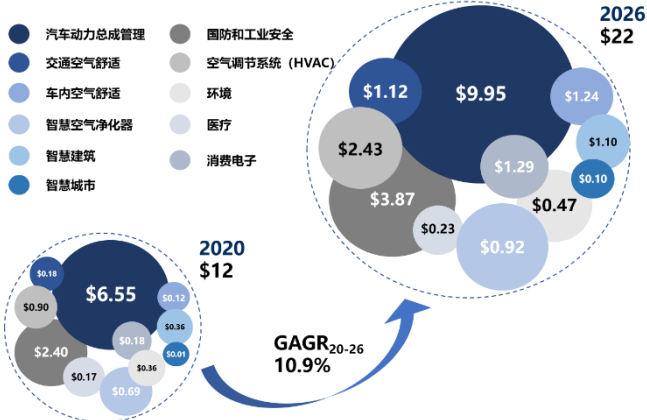 汽车动力总成管理
交通空气舒适
车内空气舒适
智慧空气净化器
智慧建筑
智慧城市
国防和工业安全
空气调节系统（HVAC）
环境
医疗
消费电子
2026
$22
$9.95
$1.12
$1.24
$2.43
$1.10
$1.29
$0.10
$3.87
$0.47
$0.23
$0.92
2020
$12
$0.18
$6.55
$0.12
$0.90
$0.36
$0.18
$0.01
$2.40
$0.36
$0.17
$0.69
GAGR20-26
10.9%